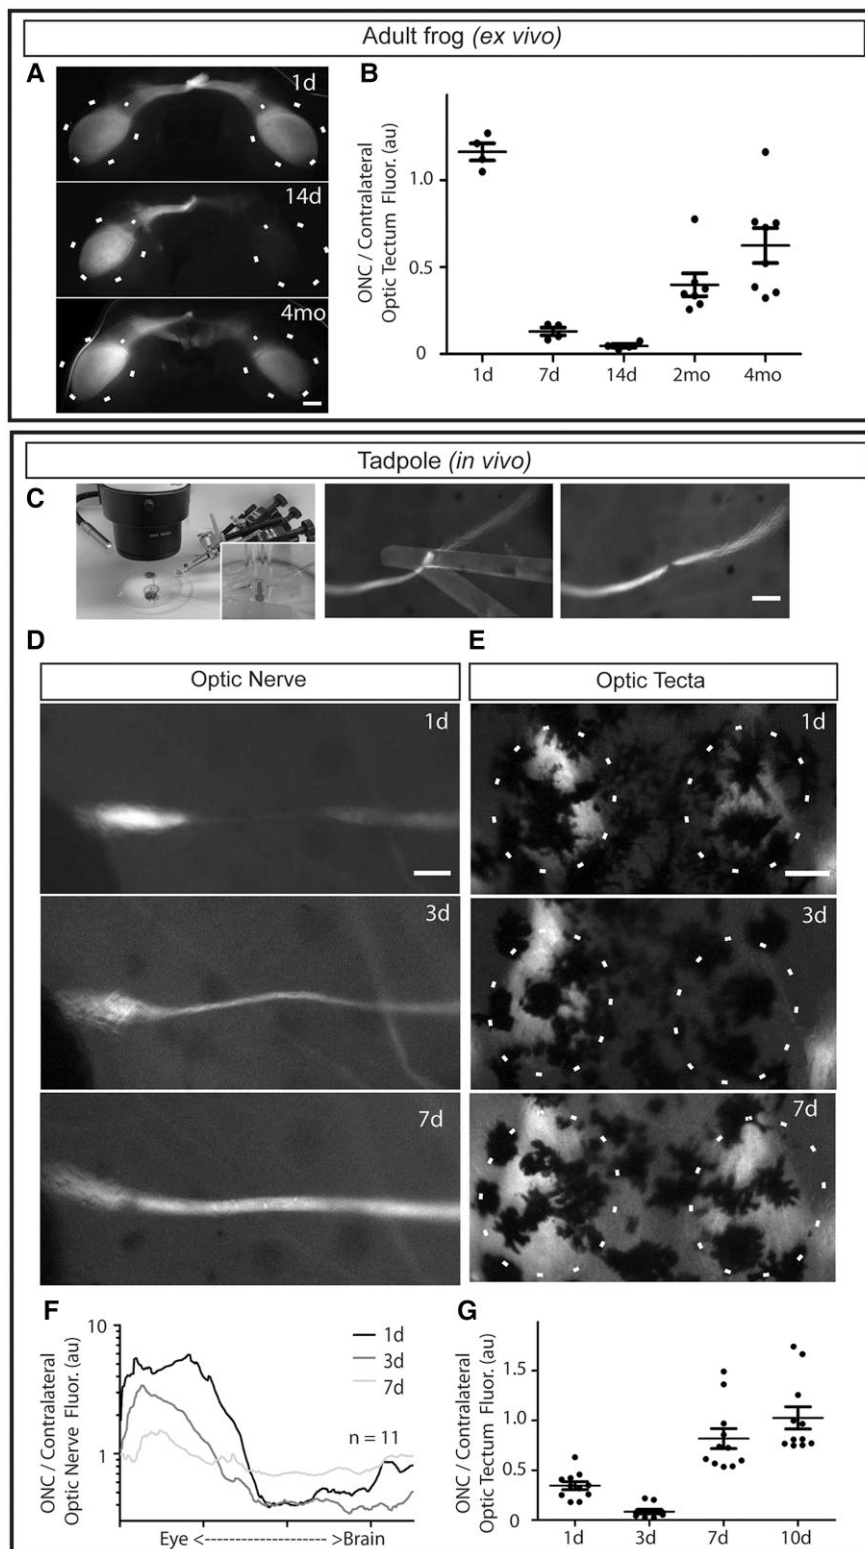 Adult frog (ex vivo)
A
1d
14d
4mo
B
ONC / Contralateral
Optic Tectum Fluor. (au)
1.0
0.5
0
1d 7d 14d 2mo 4mo
Tadpole (in vivo)
C
D
Optic Nerve
1d
3d
7d
E
Optic Tecta
1d
3d
7d
F
ONC / Contralateral
Optic Nerve Fluor. (au)
10
1
1d
3d
7d
n = 11
Eye <--------------------- >Brain
G
ONC / Contralateral
Optic Tectum Fluor. (au)
1.5
1.0
0.5
0
1d 3d 7d 10d